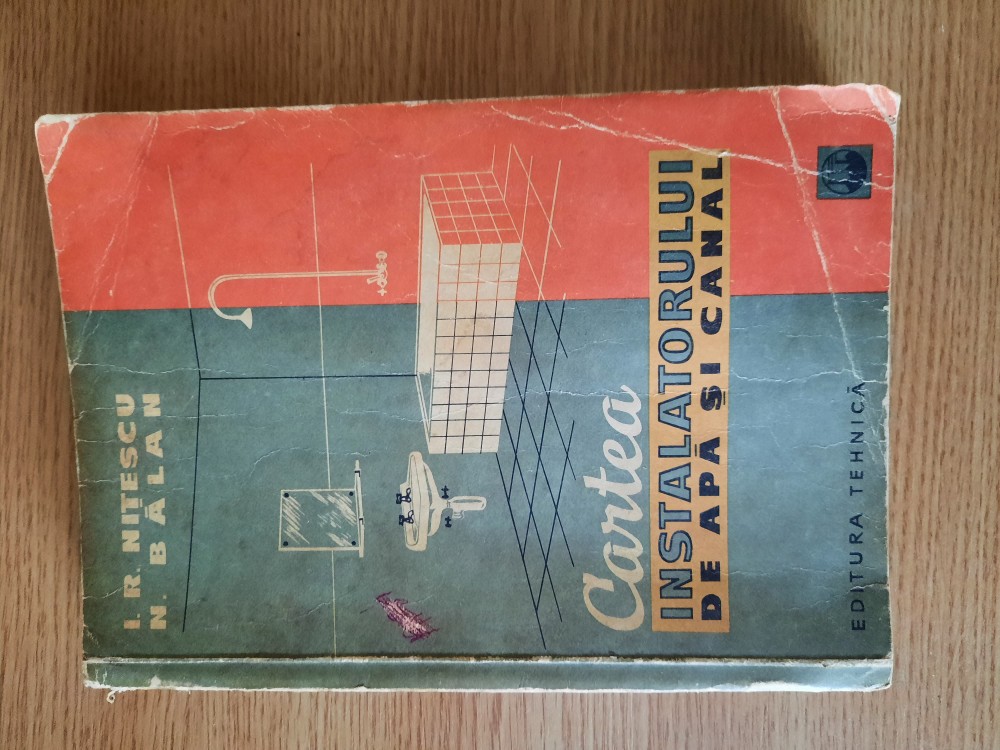 I. R. NIȚESCU
N. BĂLAN
Cartea
INSTALATORULUI
DE APĂ ȘI CANAL
EDITURA TEHNICĂ